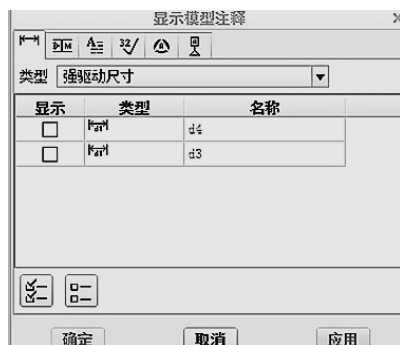 显示模型注释
类型 强驱动尺寸
显示 类型 名称
d4
d3
确定 取消 应用